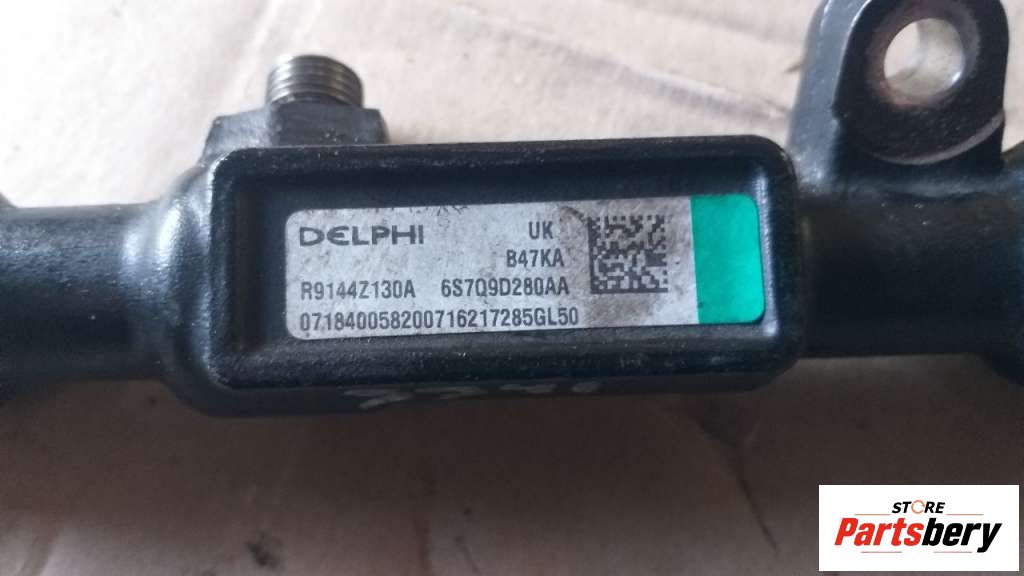 DELPHI UK
B47KA
R9144Z130A 6S7Q9D280AA
07184005820071621728​5GL50
STORE
Partsbery